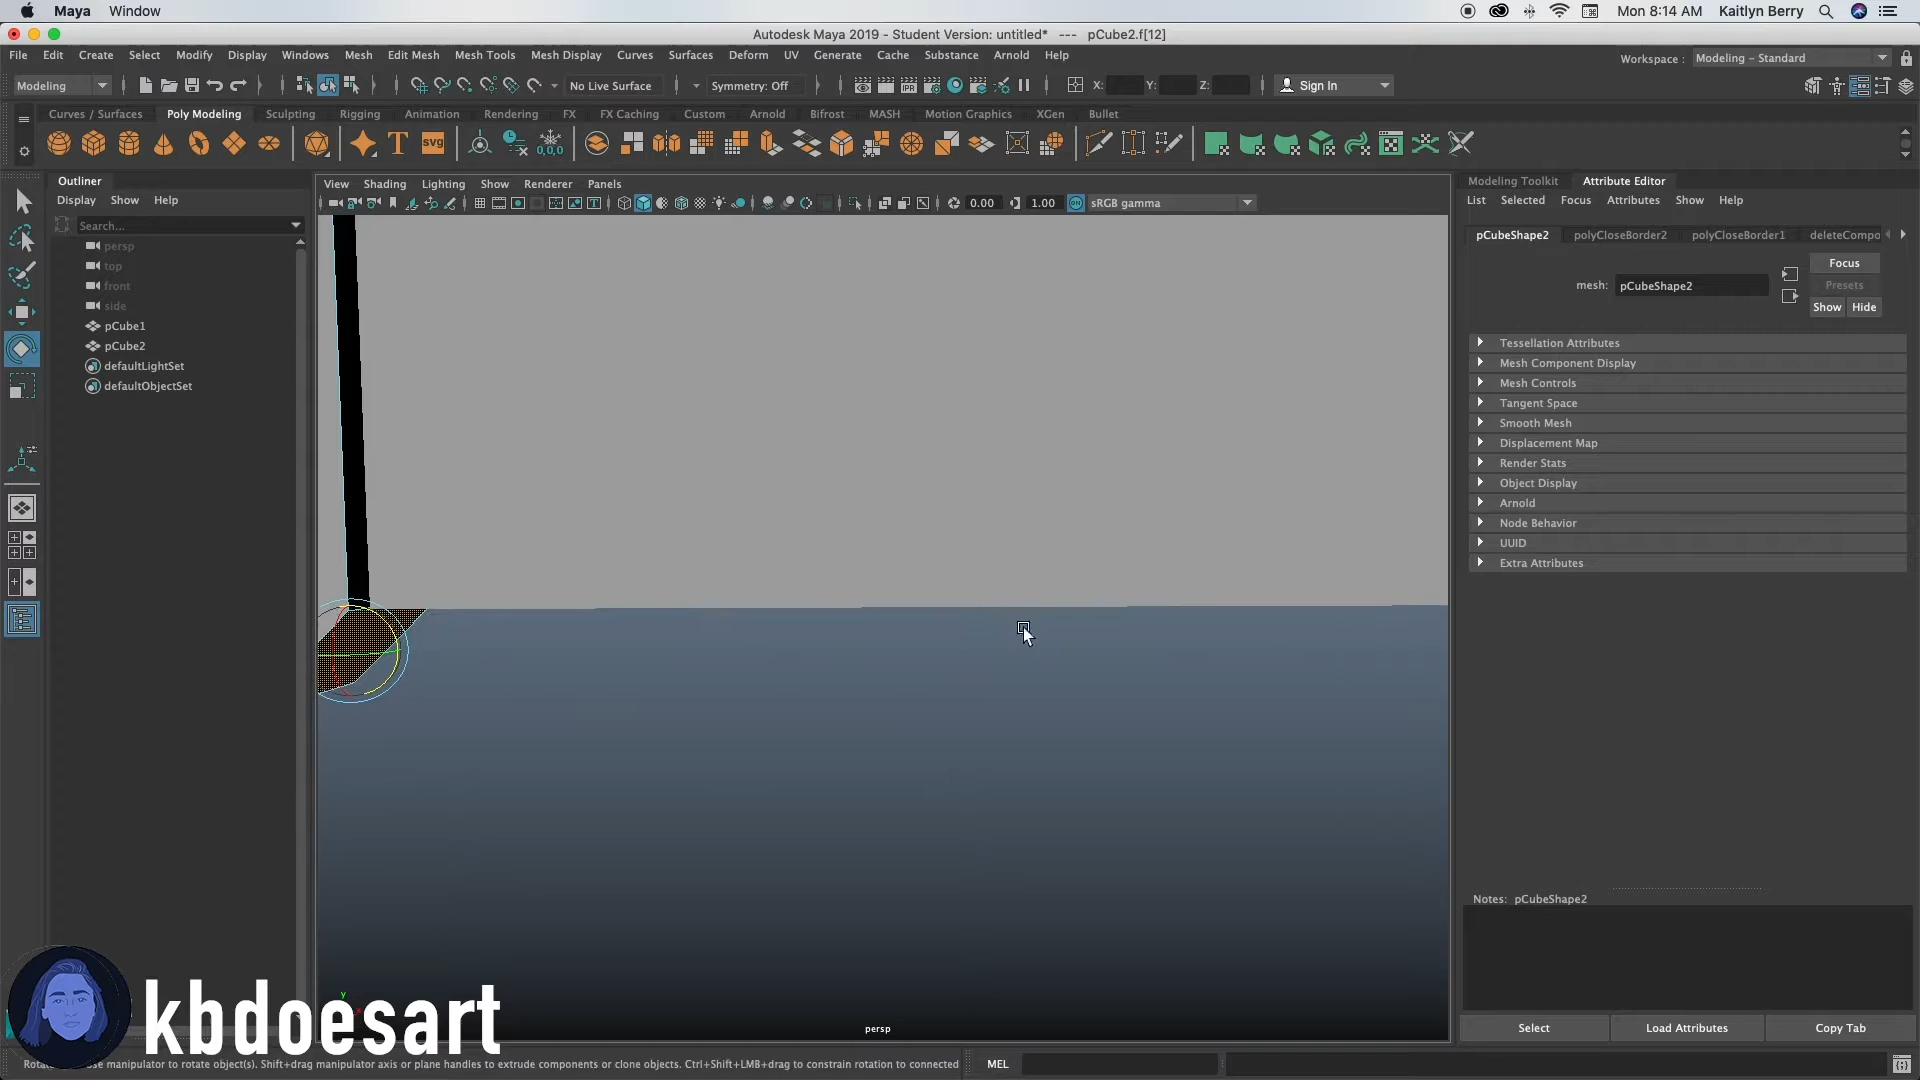 Maya Window
Mon 8:14 AM Kaitlyn Berry
Autodesk Maya 2019 - Student Version: untitled* --- pCube2.f[12]
File Edit Create Select Modify Display Windows Mesh Edit Mesh Mesh Tools Mesh Display Curves Surfaces Deform UV Generate Cache Substance Arnold Help
Workspace : Modeling - Standard
Modeling No Live Surface Symmetry: Off X: Y: Z: Sign In
Curves / Surfaces Poly Modeling Sculpting Rigging Animation Rendering FX FX Caching Custom Arnold Bifrost MASH Motion Graphics XGen Bullet
Outliner
Display Show Help
Search...
persp
top
front
side
pCube1
pCube2
defaultLightSet
defaultObjectSet
View Shading Lighting Show Renderer Panels
0.00 1.00 sRGB gamma
persp
Modeling Toolkit Attribute Editor
List Selected Focus Attributes Show Help
pCubeShape2 polyCloseBorder2 polyCloseBorder1 deleteCompo
Focus
mesh: pCubeShape2 Presets
Show Hide
Tessellation Attributes
Mesh Component Display
Mesh Controls
Tangent Space
Smooth Mesh
Displacement Map
Render Stats
Object Display
Arnold
Node Behavior
UUID
Extra Attributes
Notes: pCubeShape2
Select Load Attributes Copy Tab
kbdoesart
manipulator to rotate object(s). Shift+drag manipulator axis or plane handles to extrude components or clone objects. Ctrl+Shift+LMB+drag to constrain rotation to connected
MEL